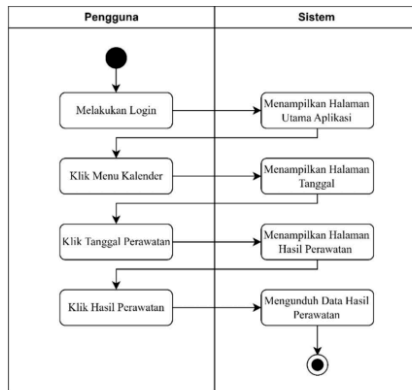 Pengguna
Sistem
Melakukan Login
Menampilkan Halaman
Utama Aplikasi
Klik Menu Kalender
Menampilkan Halaman
Tanggal
Klik Tanggal Perawatan
Menampilkan Halaman
Hasil Perawatan
Klik Hasil Perawatan
Mengunduh Data Hasil
Perawatan